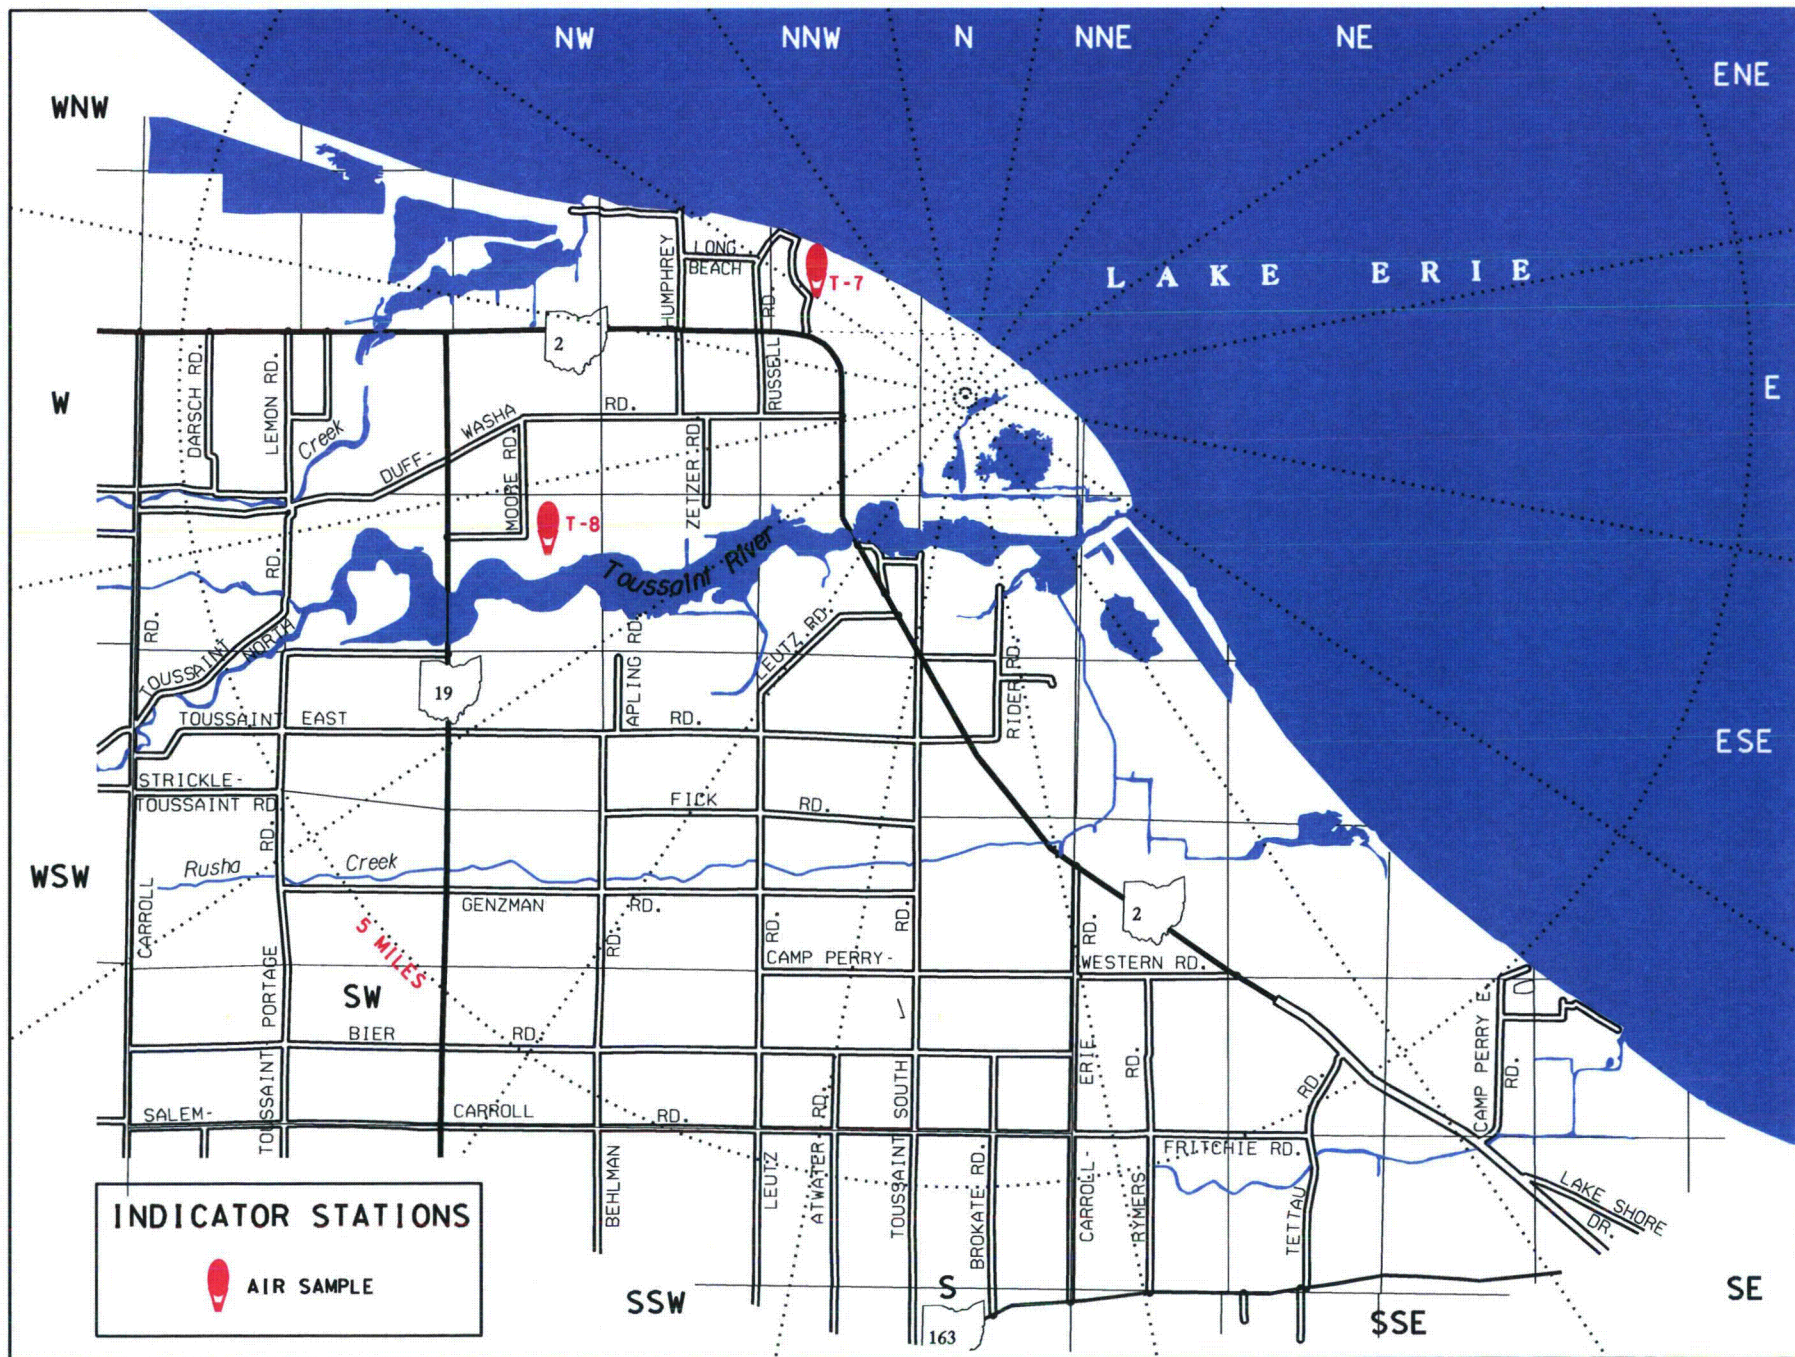 NW
NNW
N
NNE
NE
ENE
WNW
LAKE ERIE
HUMPHREY
LONG
BEACH
RD.
T-7
2
RUSSELL
W
E
DARSCH RD.
LEMON RD.
Creek
DUFF-
WASHA
RD.
MOORE RD.
ZETZER RD.
T-8
Toussaint River
RD.
RD.
TOUSSAINT
NORTH
LEUTZ RD.
APLING RD.
RIDER RD.
19
TOUSSAINT EAST
RD.
ESE
STRICKLE-
TOUSSAINT RD.
FICK
RD.
RD.
Rusha
Creek
WSW
CARROLL
GENZMAN
RD.
5 MILES
RD.
RD.
RD.
RD.
2
CAMP PERRY-
WESTERN RD.
PORTAGE
SW
BIER
RD.
TOUSSAINT
SALEM-
CARROLL
RD.
SOUTH
ERIE
RD.
RD.
CAMP PERRY E.
RD.
FRITCHIE RD.
BEHLMAN
LEUTZ
ATWATER RD.
TOUSSAINT
BROKATE RD.
CARROLL-
RYMERS
TETTAU
LAKE SHORE
DR.
INDICATOR STATIONS
AIR SAMPLE
SSW
S
163
SSE
SE